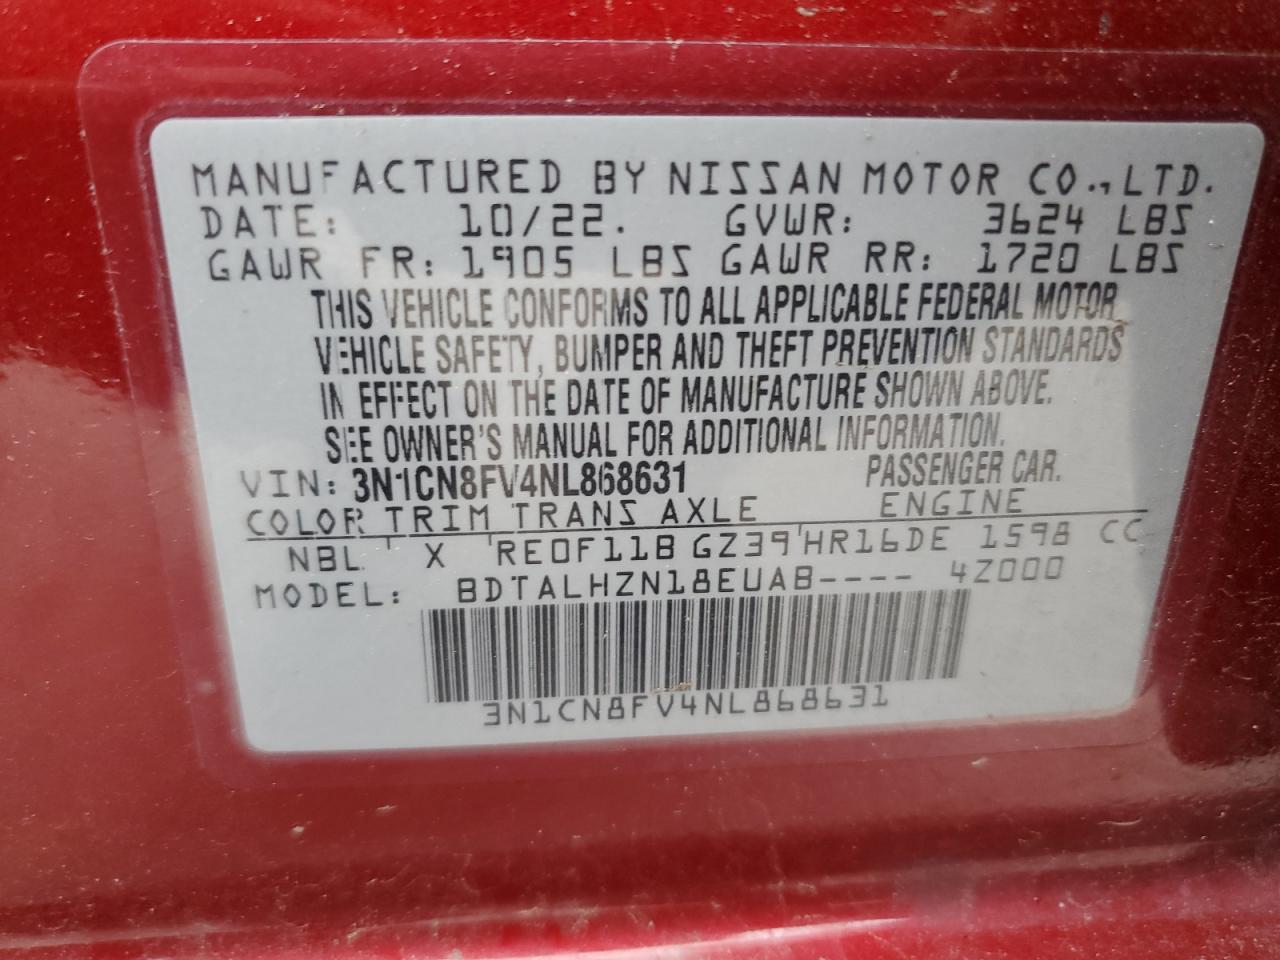 MANUFACTURED BY NISSAN MOTOR CO., LTD.
DATE: 10/22. GVWR: 3624 LBS
GAWR FR: 1905 LBS GAWR RR: 1720 LBS
THIS VEHICLE CONFORMS TO ALL APPLICABLE FEDERAL MOTOR
VEHICLE SAFETY, BUMPER AND THEFT PREVENTION STANDARDS
IN EFFECT ON THE DATE OF MANUFACTURE SHOWN ABOVE.
SEE OWNER'S MANUAL FOR ADDITIONAL INFORMATION.
VIN: 3N1CN8FV4NL868631 PASSENGER CAR.
COLOR TRIM TRANS AXLE ENGINE
NBL X RE0F11B GZ39 HR16DE 1598 CC
MODEL: BDTALHZN18EUAB---- 4Z000
3N1CN8FV4NL868631